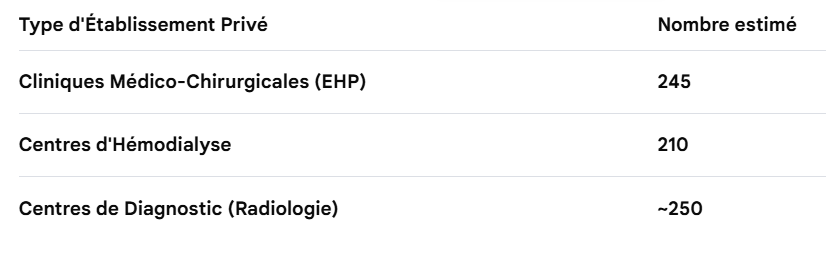 Type d'Établissement Privé Nombre estimé
Cliniques Médico-Chirurgicales (EHP) 245
Centres d'Hémodialyse 210
Centres de Diagnostic (Radiologie) ~250